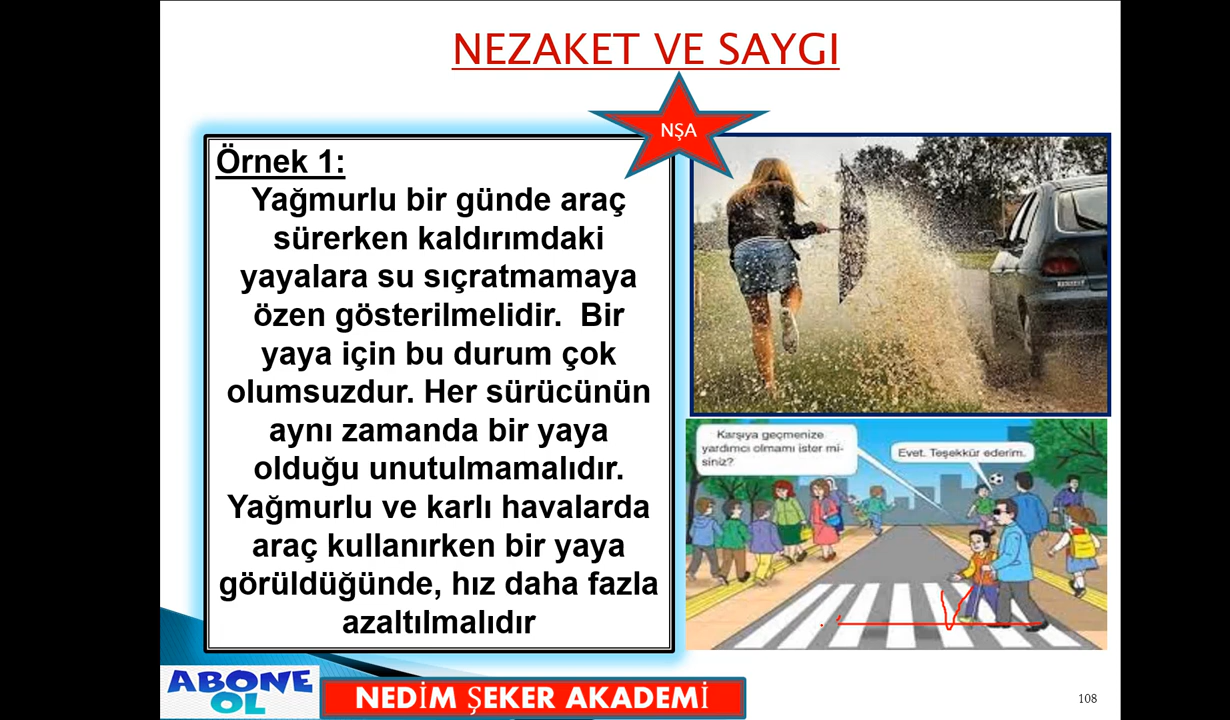 NEZAKET VE SAYGI
NŞA
Örnek 1:
Yağmurlu bir günde araç
sürerken kaldırımdaki
yayalara su sıçratmamaya
özen gösterilmelidir. Bir
yaya için bu durum çok
olumsuzdur. Her sürücünün
aynı zamanda bir yaya
olduğu unutulmamalıdır.
Yağmurlu ve karlı havalarda
araç kullanırken bir yaya
görüldüğünde, hız daha fazla
azaltılmalıdır
Karşıya geçmenize
yardımcı olmamı ister mi-
siniz?
Evet. Teşekkür ederim.
ABONE
OL
NEDİM ŞEKER AKADEMİ
108